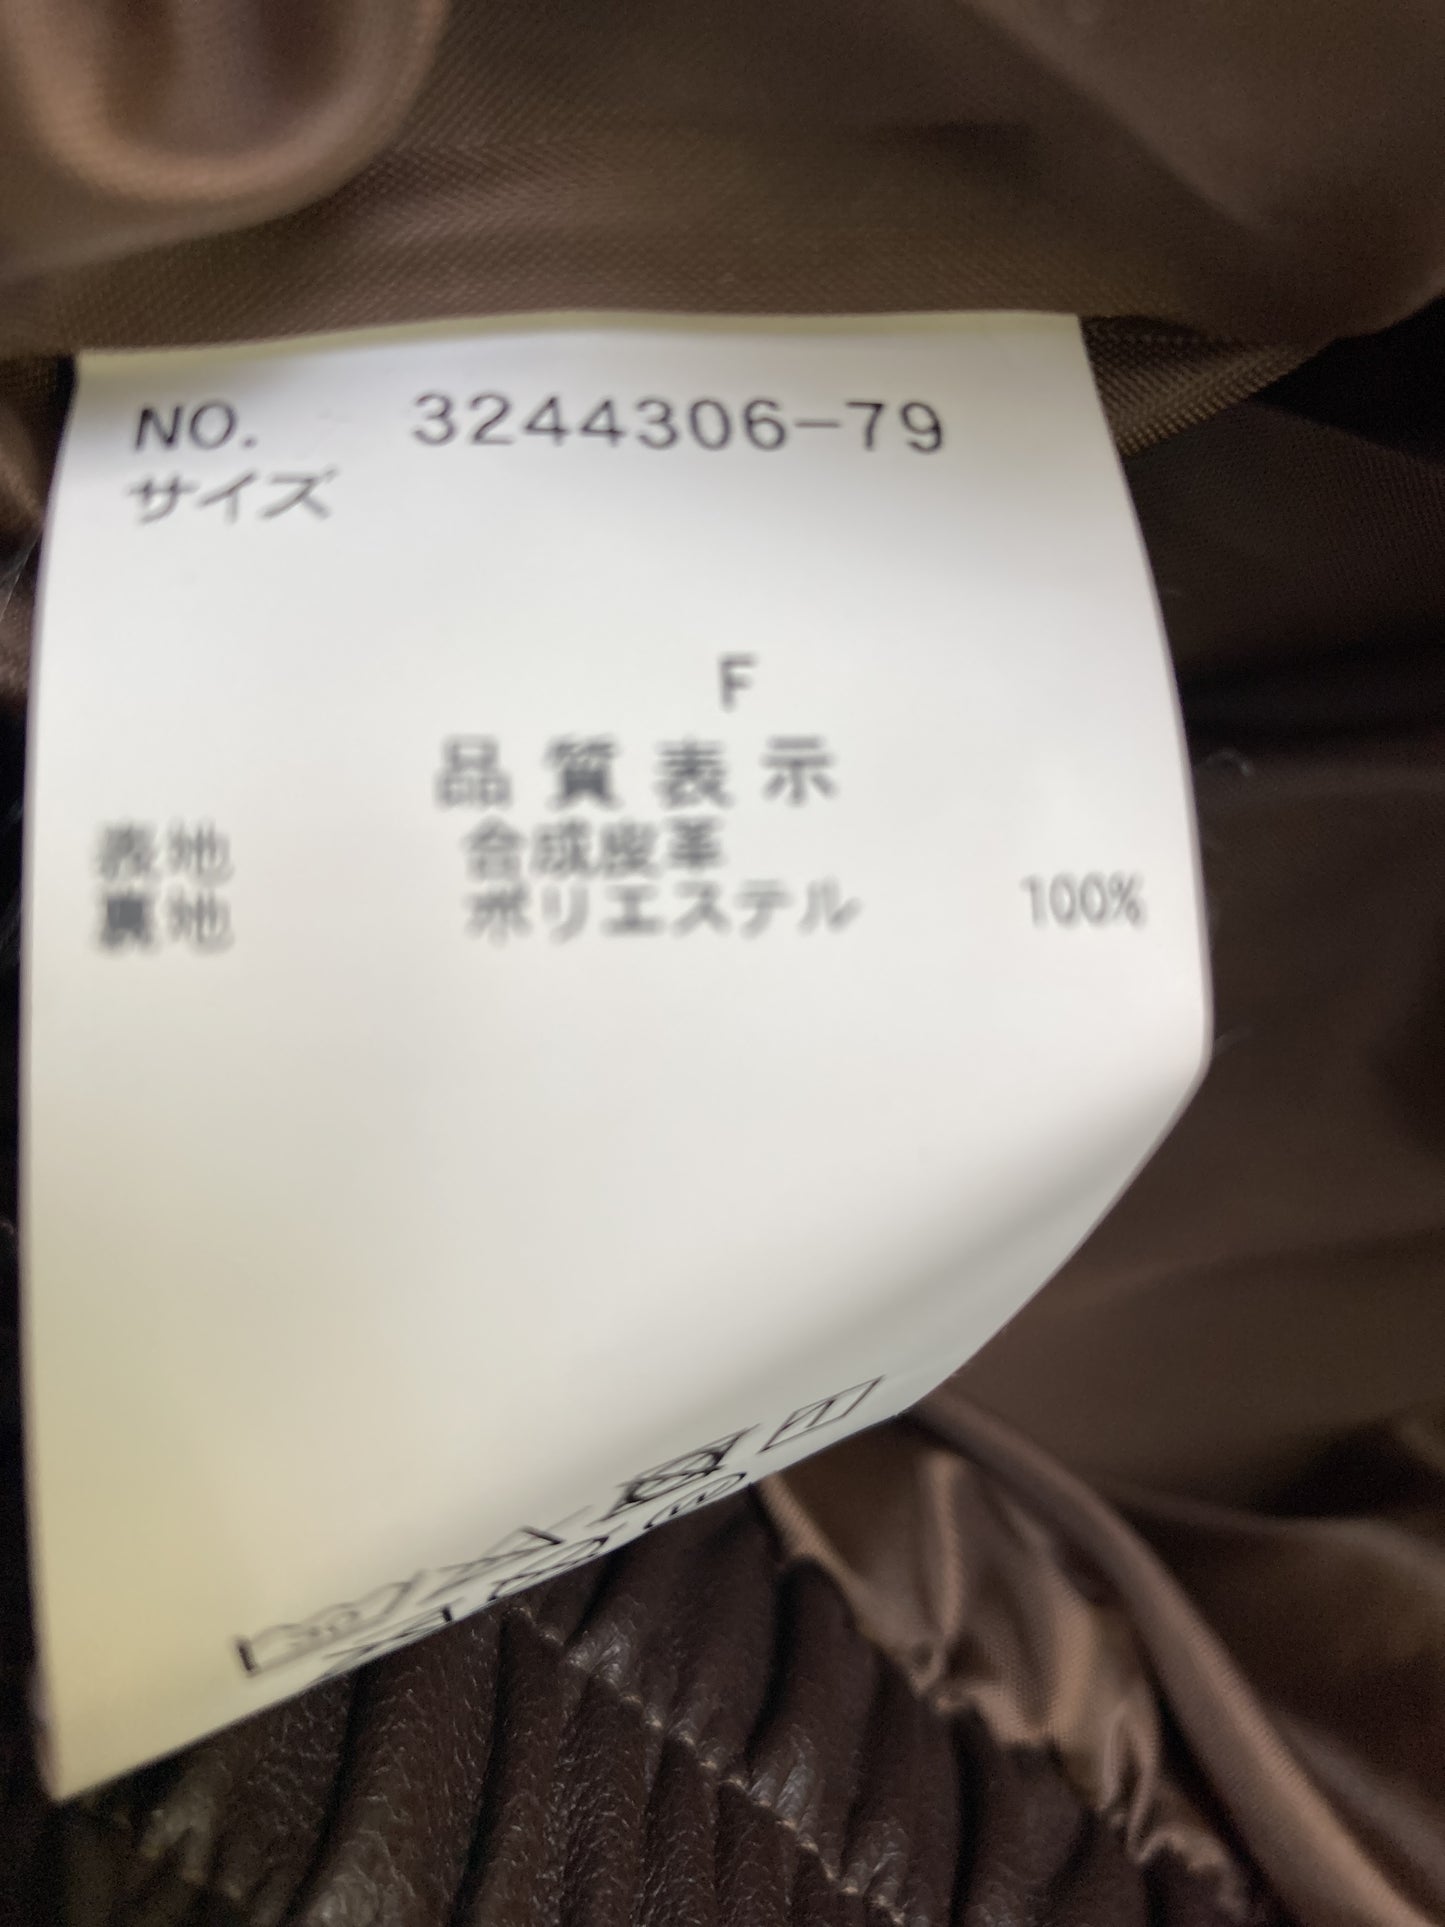 NO. 3244306-79
サイズ
F
品質表示
表地 合成皮革
裏地 ポリエステル 100%